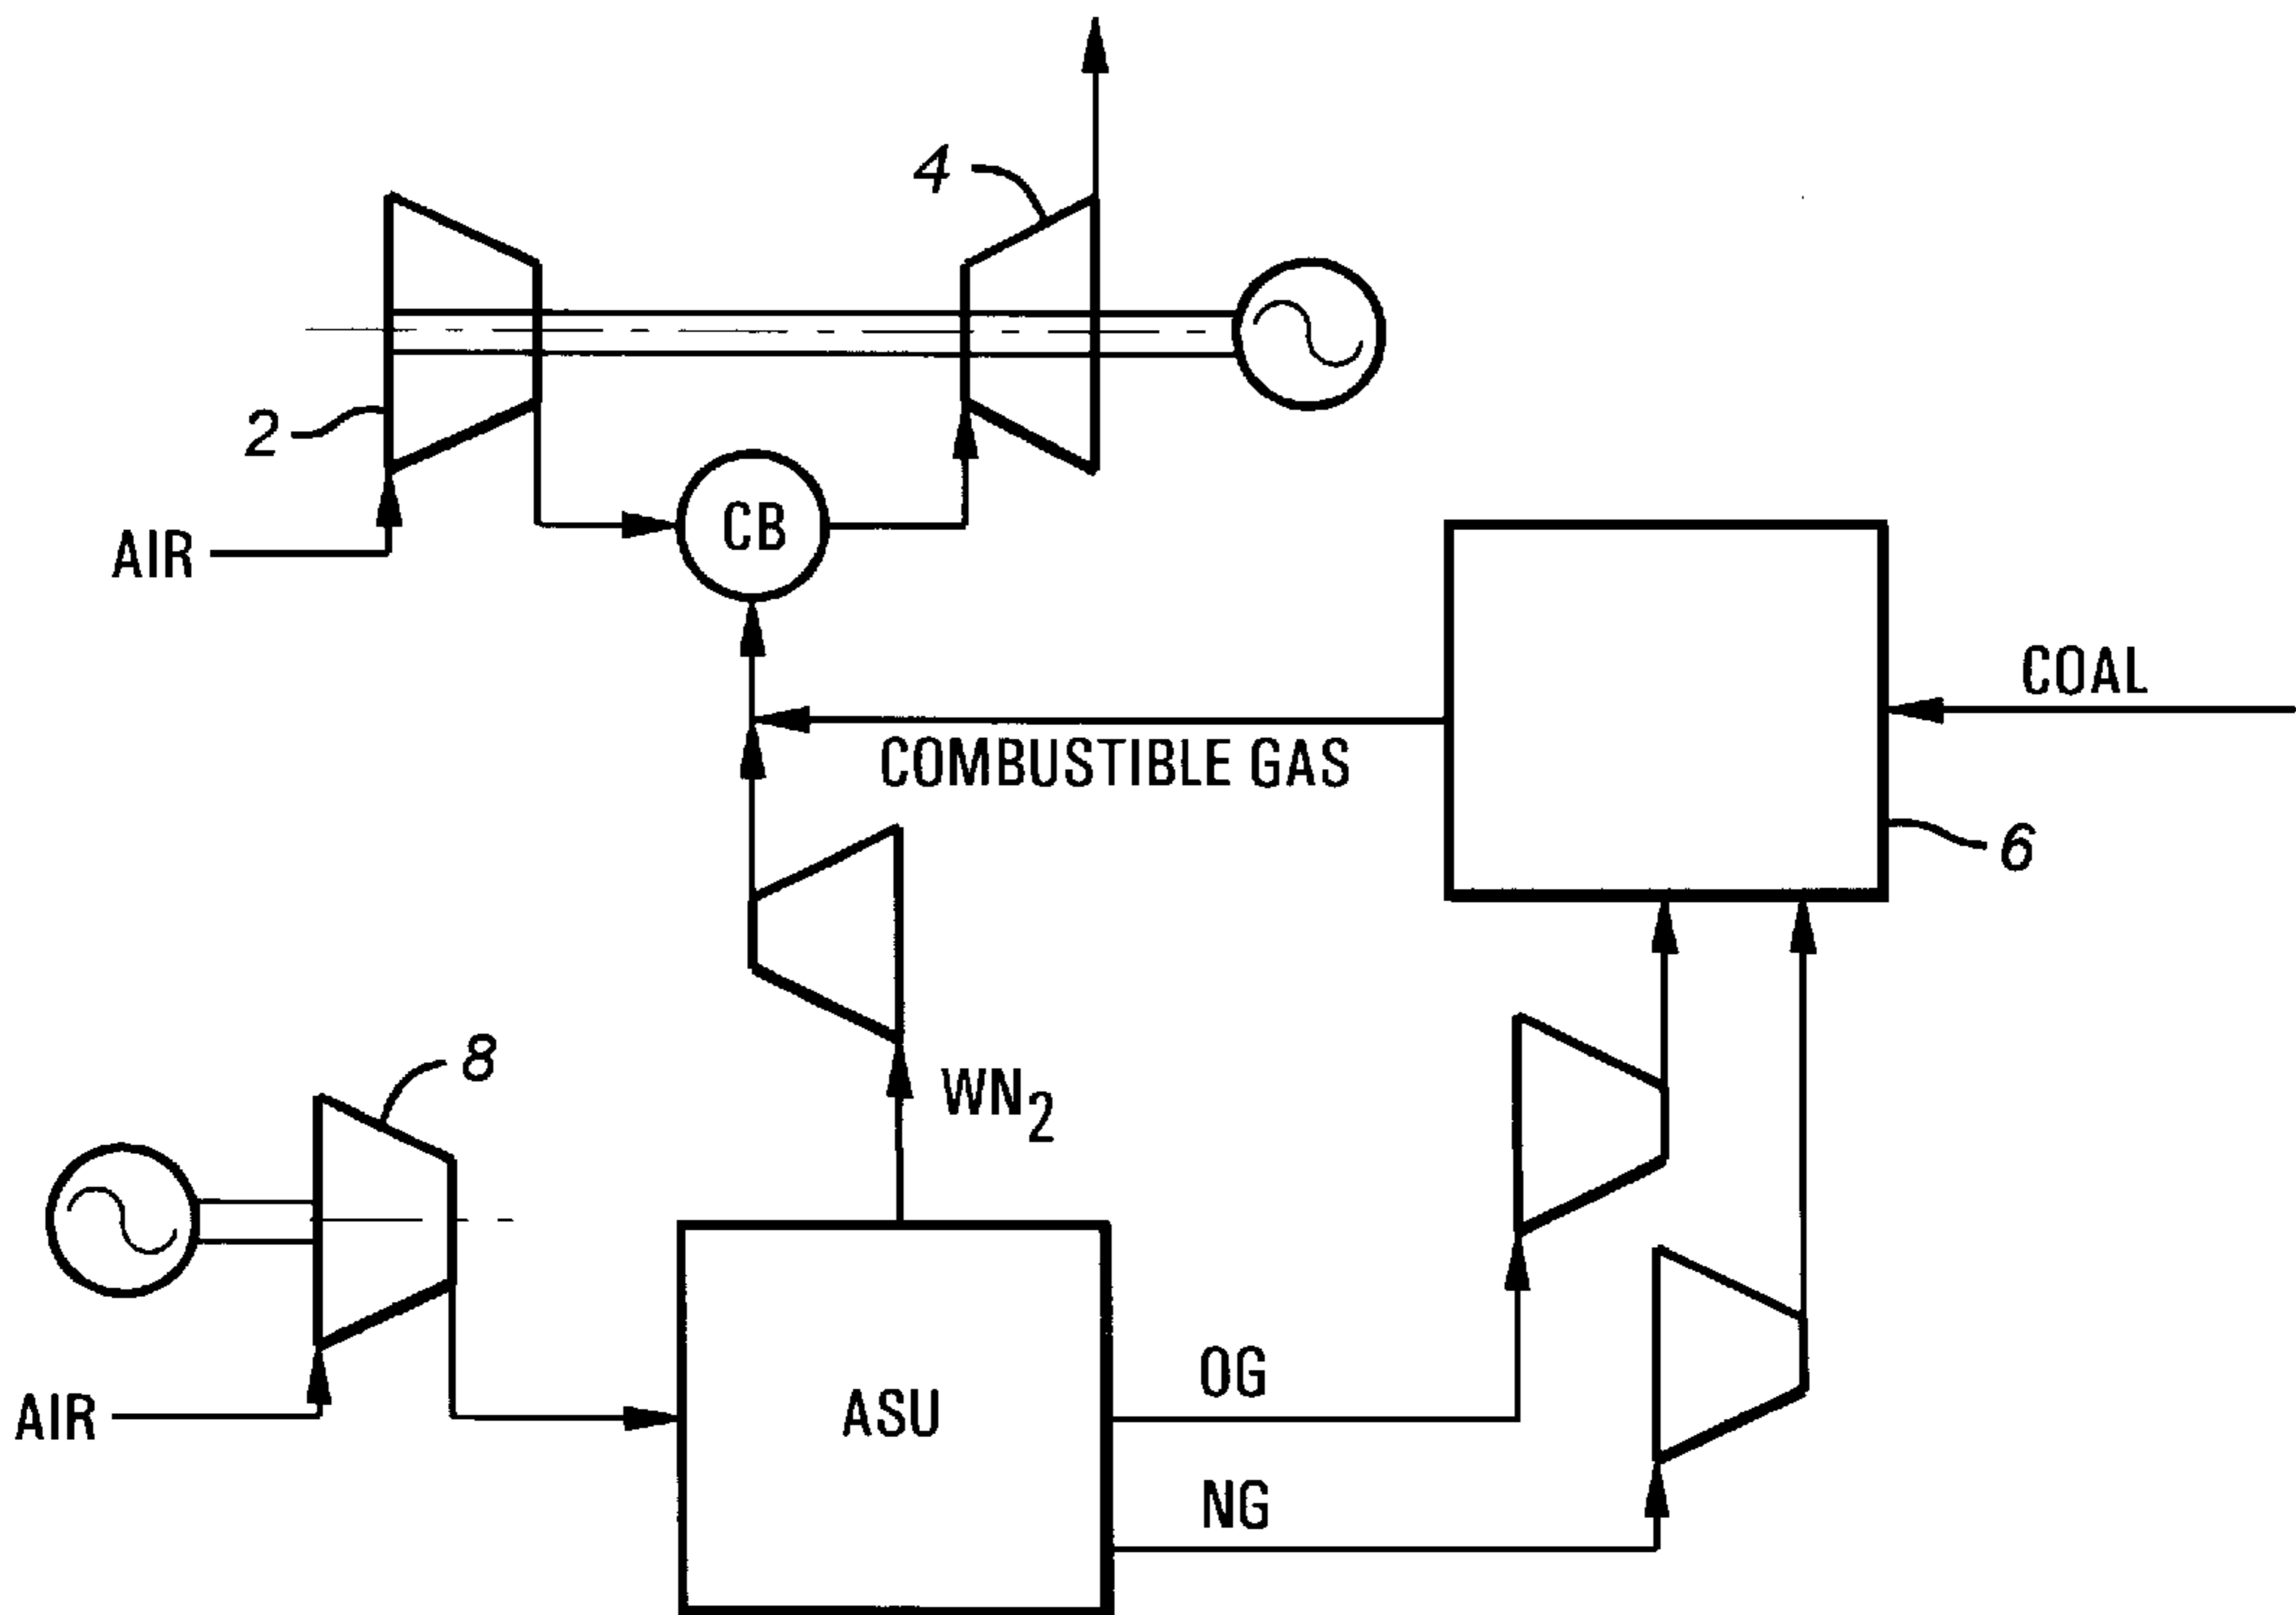 4
2
CB
AIR
COAL
COMBUSTIBLE GAS
6
8
WN2
OG
AIR
ASU
NG